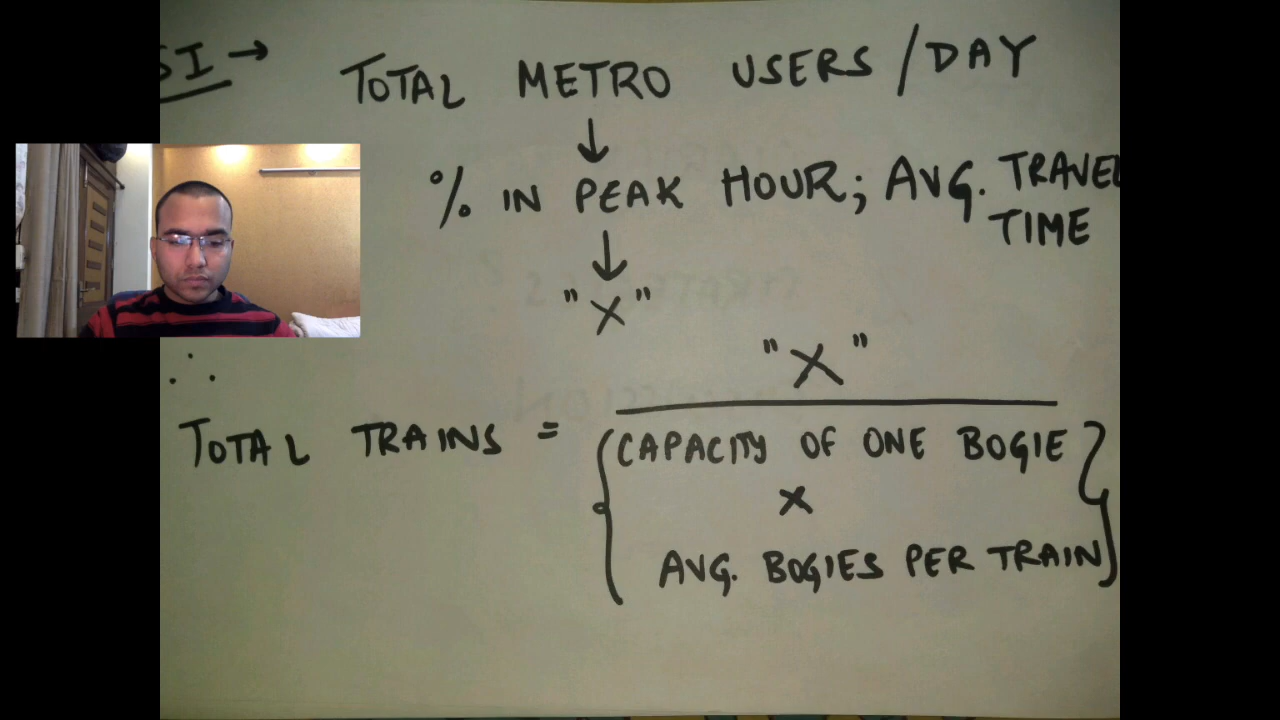 SI →
TOTAL METRO USERS / DAY
↓
% IN PEAK HOUR; AVG. TRAVEL
TIME
↓
"X"
∴
"X"
TOTAL TRAINS =
{CAPACITY OF ONE BOGIE
×
AVG. BOGIES PER TRAIN}